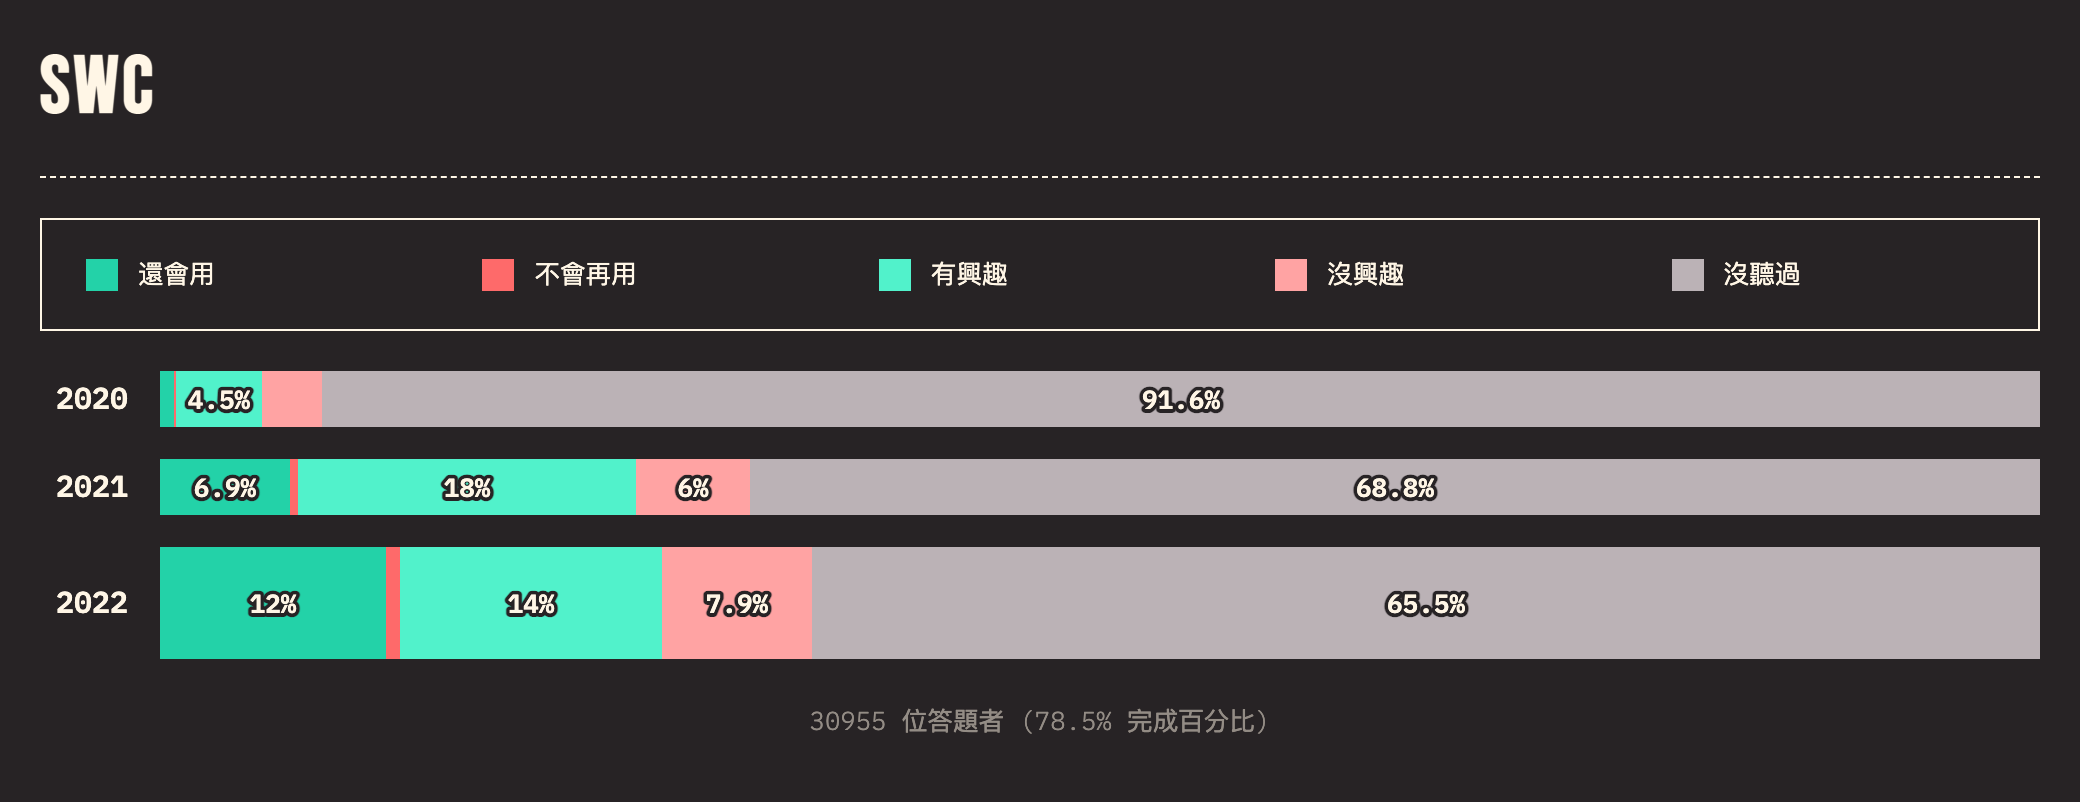 SWC
還會用 不會再用 有興趣 沒興趣 沒聽過
2020 4.5% 91.6%
2021 6.9% 18% 6% 68.8%
2022 12% 14% 7.9% 65.5%
30955 位答題者 (78.5% 完成百分比)